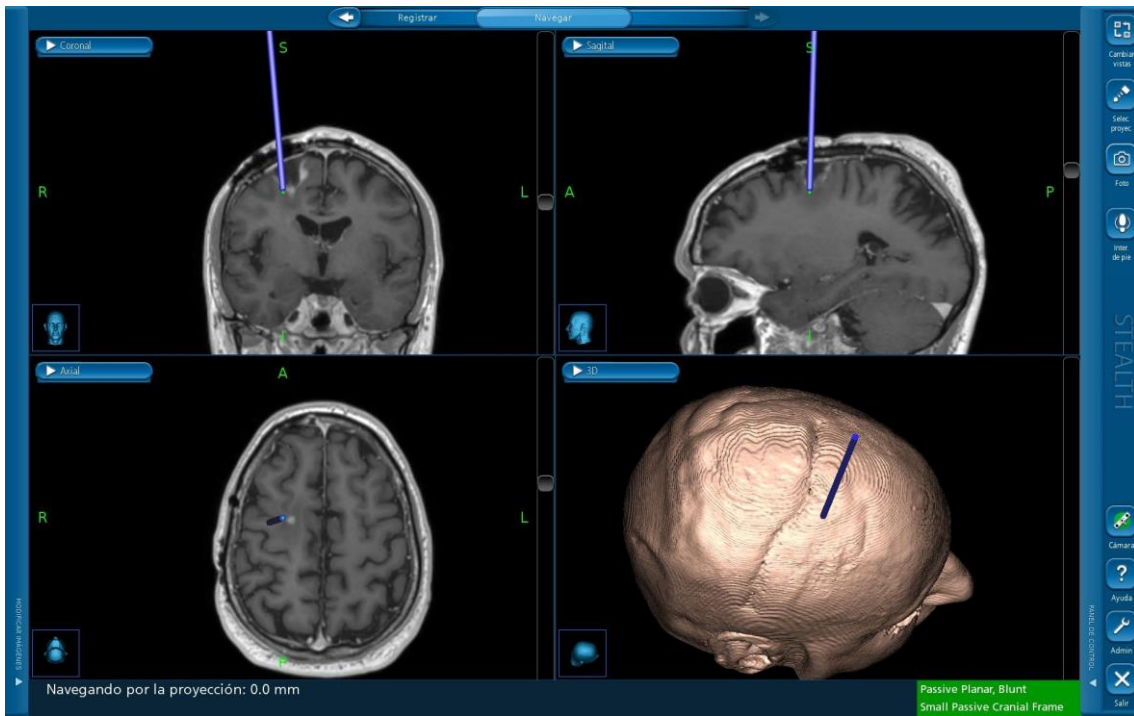 Registrar
Navegar
Coronal
S
R
L
I
Sagital
S
A
P
I
Axial
A
R
L
P
3D
Cambiar
vistas
Selec.
proyec.
Foto
Inter.
de pie
STEALTH
Cámara
Ayuda
Admin
Salir
MODIFICAR IMÁGENES
PANEL DE CONTROL
Navegando por la proyección: 0.0 mm
Passive Planar, Blunt
Small Passive Cranial Frame